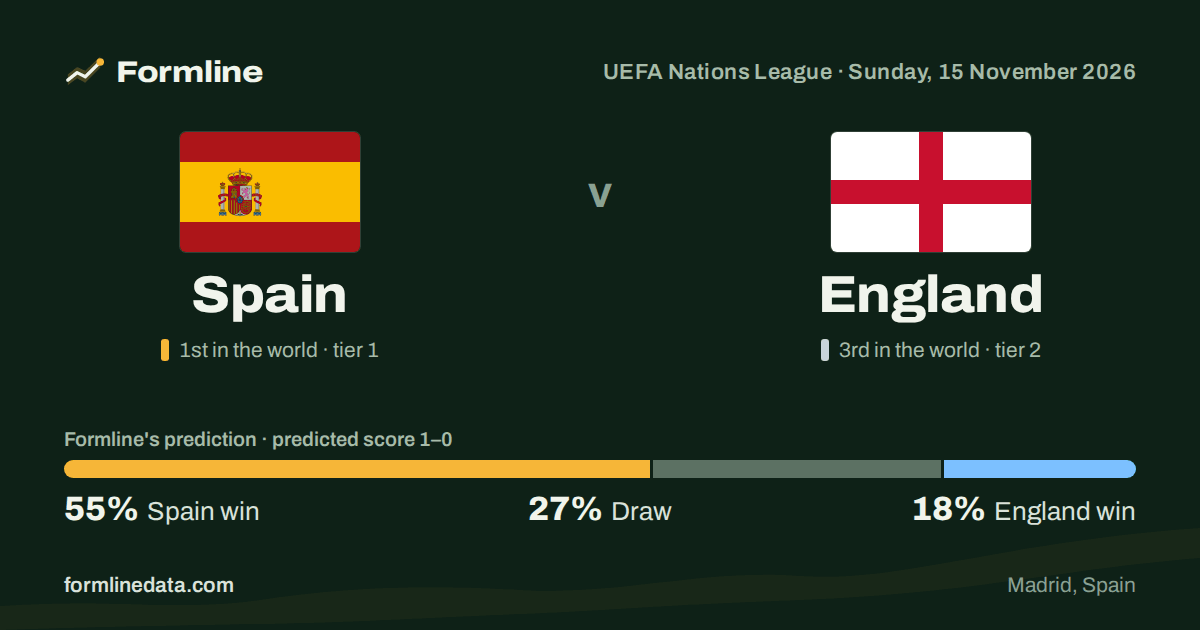 Formline
UEFA Nations League · Sunday, 15 November 2026
v
Spain
England
1st in the world · tier 1
3rd in the world · tier 2
Formline's prediction · predicted score 1–0
55% Spain win
27% Draw
18% England win
formlinedata.com
Madrid, Spain